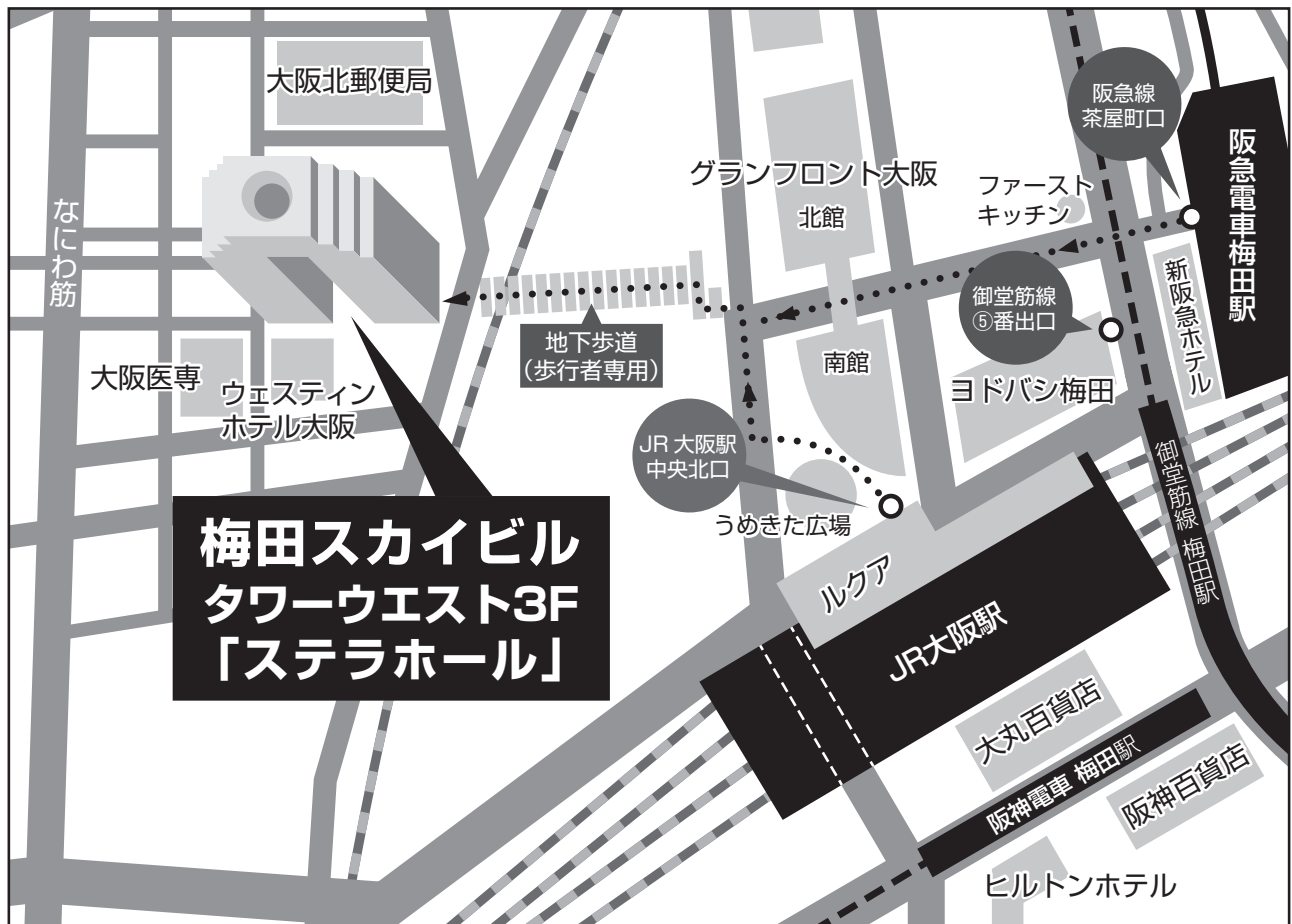 大阪北郵便局
阪急線
茶屋町口
阪急電車梅田駅
グランフロント大阪
北館
ファースト
キッチン
なにわ筋
新阪急ホテル
御堂筋線
⑤番出口
地下歩道
(歩行者専用)
南館
大阪医専
ウェスティン
ホテル大阪
ヨドバシ梅田
JR 大阪駅
中央北口
うめきた広場
御堂筋線 梅田駅
梅田スカイビル
タワーウエスト3F
「ステラホール」
ルクア
JR大阪駅
大丸百貨店
阪神電車 梅田駅
阪神百貨店
ヒルトンホテル